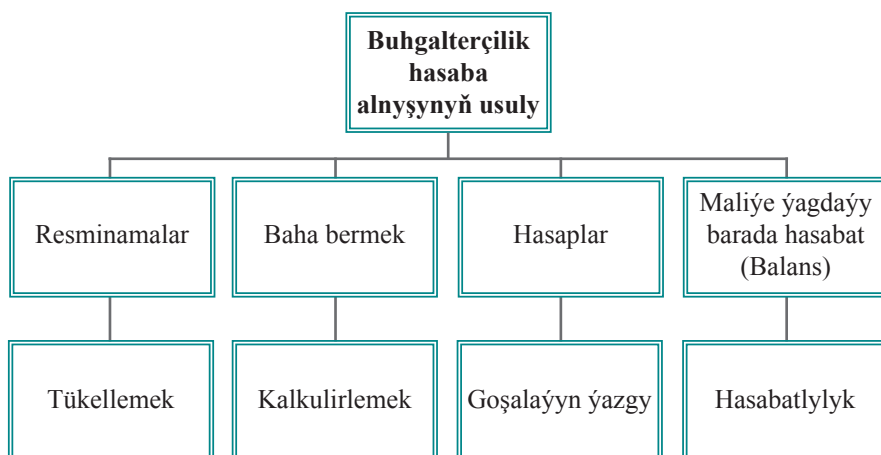 Buhgalterçilik
hasaba
alnyşynyň usuly
Resminamalar
Baha bermek
Hasaplar
Maliýe ýagdaýy
barada hasabat
(Balans)
Tükellemek
Kalkulirlemek
Goşalaýyn ýazgy
Hasabatlylyk